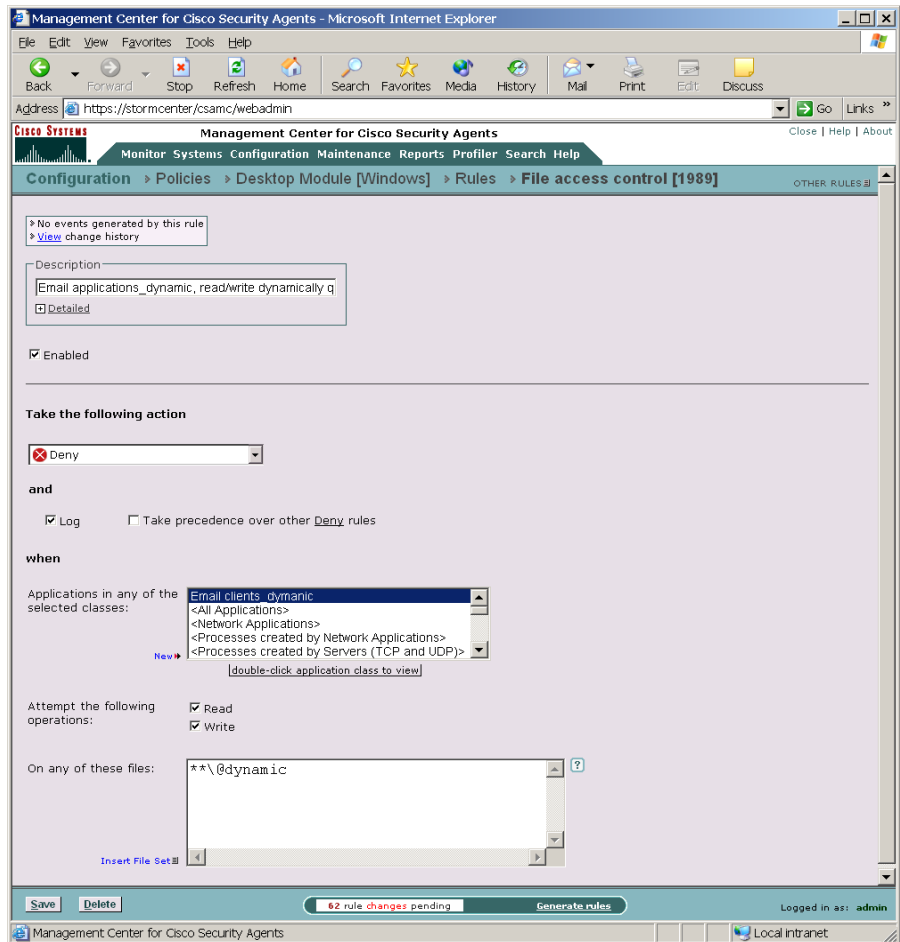 Management Center for Cisco Security Agents - Microsoft Internet Explorer
File Edit View Favorites Tools Help
Back Forward Stop Refresh Home Search Favorites Media History Mail Print Edit Discuss
Address https://stormcenter/csamc/webadmin Go Links »
CISCO SYSTEMS Management Center for Cisco Security Agents Close | Help | About
Monitor Systems Configuration Maintenance Reports Profiler Search Help
Configuration > Policies > Desktop Module [Windows] > Rules > File access control [1989] OTHER RULES
» No events generated by this rule
» View change history
Description
Email applications_dynamic, read/write dynamically q
+ Detailed
Enabled
Take the following action
Deny
and
Log Take precedence over other Deny rules
when
Applications in any of the
selected classes:
Email clients_dymanic
<All Applications>
<Network Applications>
<Processes created by Network Applications>
<Processes created by Servers (TCP and UDP)>
New
[double-click application class to view]
Attempt the following
operations:
Read
Write
On any of these files:
**\@dynamic
?
Insert File Set
Save Delete 62 rule changes pending Generate rules Logged in as: admin
Management Center for Cisco Security Agents Local intranet